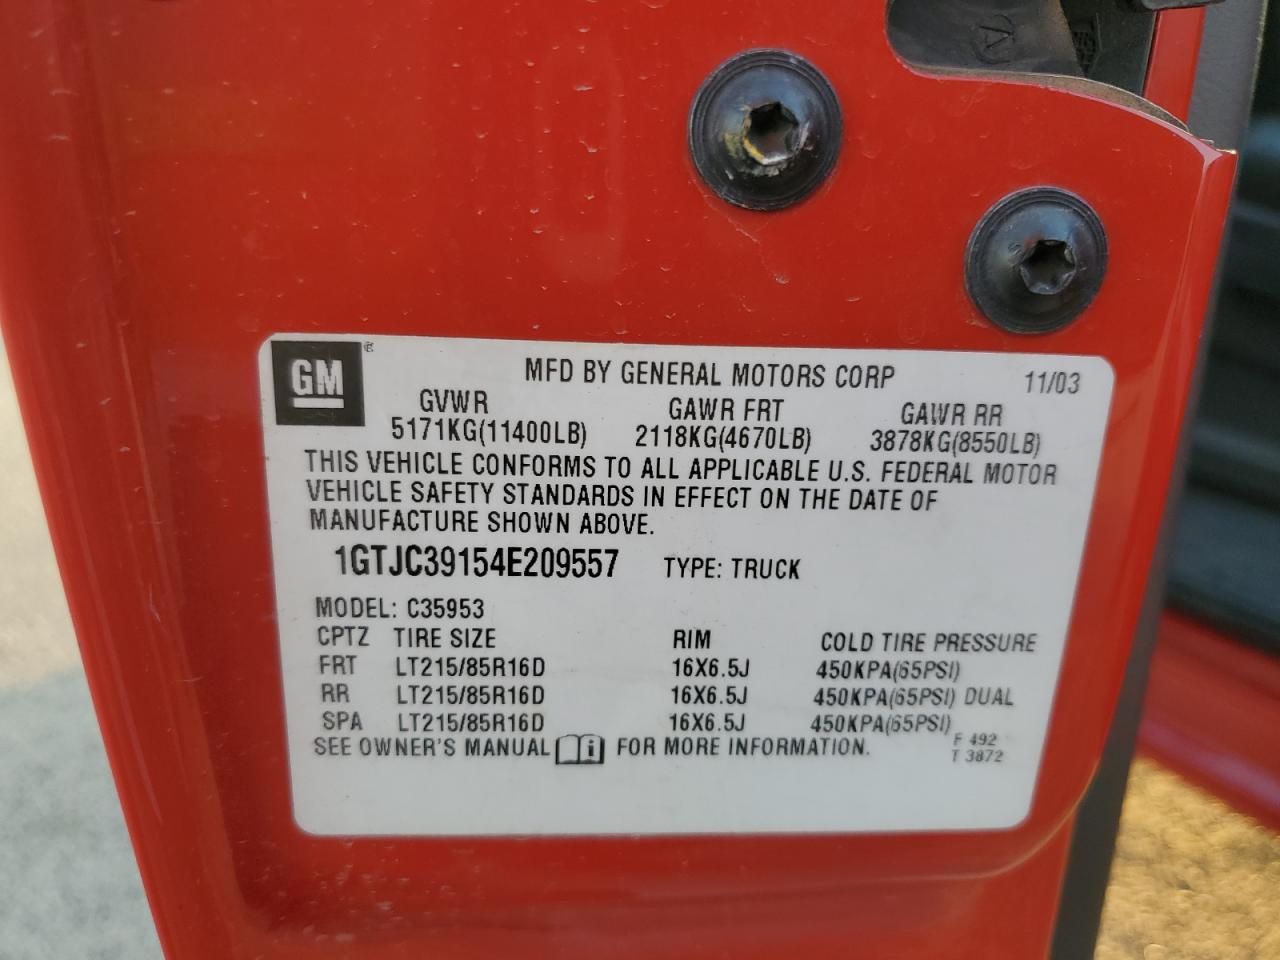 GM MFD BY GENERAL MOTORS CORP 11/03
GVWR GAWR FRT GAWR RR
5171KG(11400LB) 2118KG(4670LB) 3878KG(8550LB)
THIS VEHICLE CONFORMS TO ALL APPLICABLE U.S. FEDERAL MOTOR
VEHICLE SAFETY STANDARDS IN EFFECT ON THE DATE OF
MANUFACTURE SHOWN ABOVE.
1GTJC39154E209557 TYPE: TRUCK
MODEL: C35953
CPTZ TIRE SIZE RIM COLD TIRE PRESSURE
FRT LT215/85R16D 16X6.5J 450KPA(65PSI)
RR LT215/85R16D 16X6.5J 450KPA(65PSI) DUAL
SPA LT215/85R16D 16X6.5J 450KPA(65PSI)
SEE OWNER'S MANUAL i FOR MORE INFORMATION. F 492
T 3872